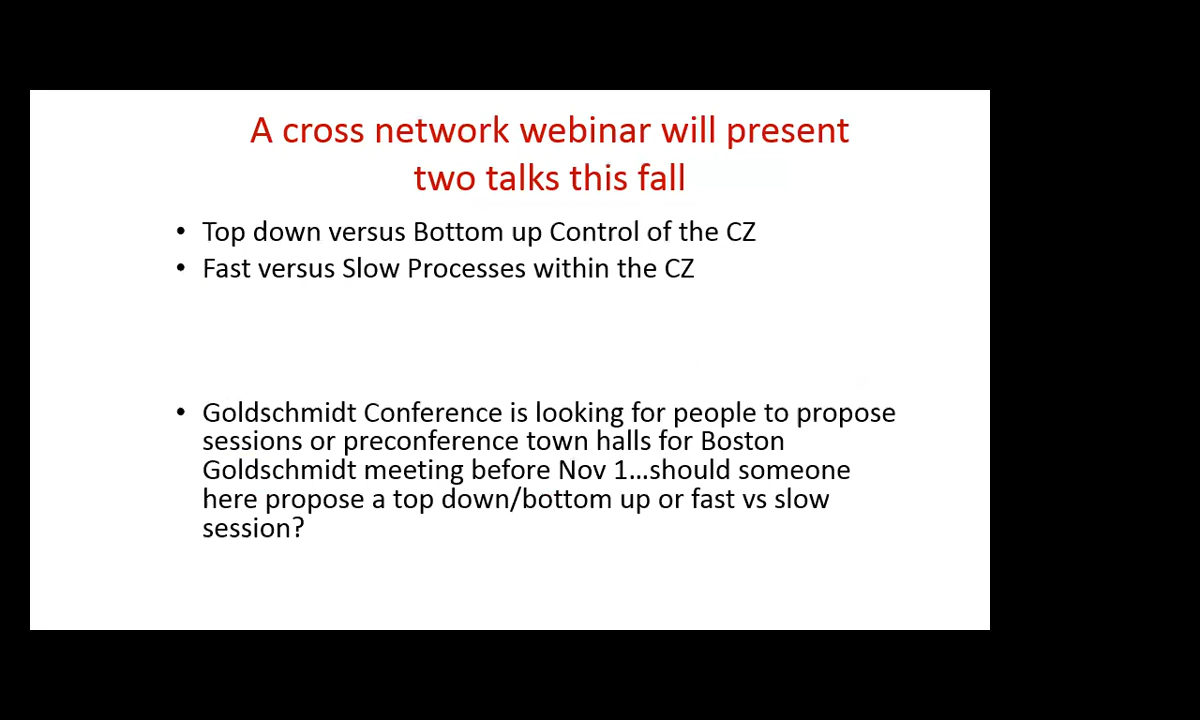 A cross network webinar will present
two talks this fall
• Top down versus Bottom up Control of the CZ
• Fast versus Slow Processes within the CZ
• Goldschmidt Conference is looking for people to propose
sessions or preconference town halls for Boston
Goldschmidt meeting before Nov 1...should someone
here propose a top down/bottom up or fast vs slow
session?